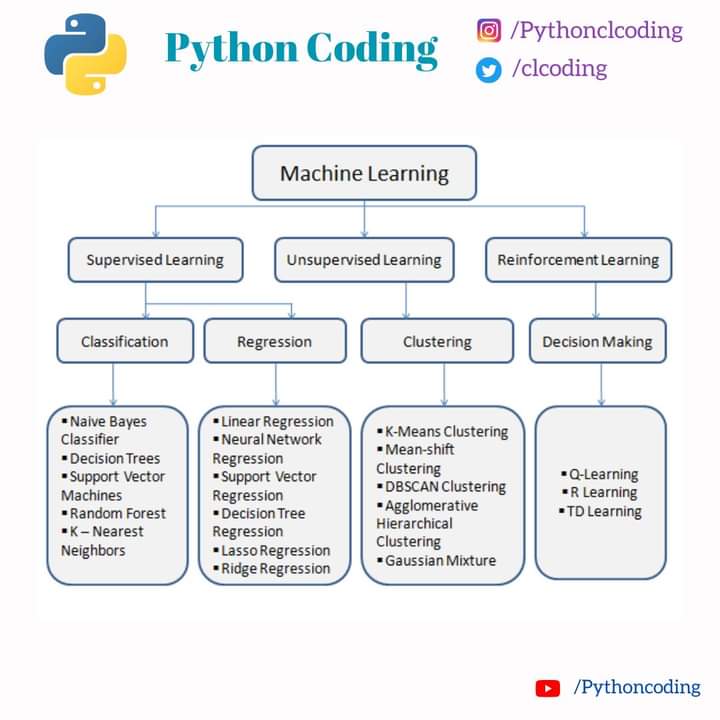 Python Coding
/Pythonclcoding
/clcoding
Machine Learning
Supervised Learning
Unsupervised Learning
Reinforcement Learning
Classification
Regression
Clustering
Decision Making
▪ Naive Bayes
Classifier
▪ Decision Trees
▪ Support Vector
Machines
▪ Random Forest
▪ K – Nearest
Neighbors
▪ Linear Regression
▪ Neural Network
Regression
▪ Support Vector
Regression
▪ Decision Tree
Regression
▪ Lasso Regression
▪ Ridge Regression
▪ K-Means Clustering
▪ Mean-shift
Clustering
▪ DBSCAN Clustering
▪ Agglomerative
Hierarchical
Clustering
▪ Gaussian Mixture
▪ Q-Learning
▪ R Learning
▪ TD Learning
/Pythoncoding